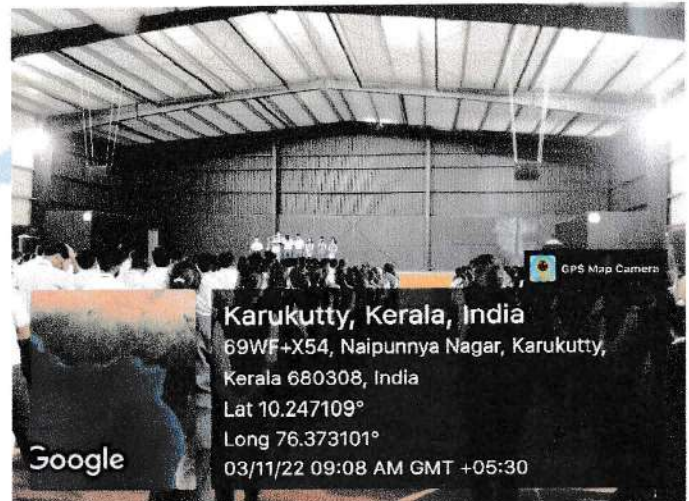 GPS Map Camera
Karukutty, Kerala, India
69WF+X54, Naipunnya Nagar, Karukutty,
Kerala 680308, India
Lat 10.247109°
Long 76.373101°
03/11/22 09:08 AM GMT +05:30
Google